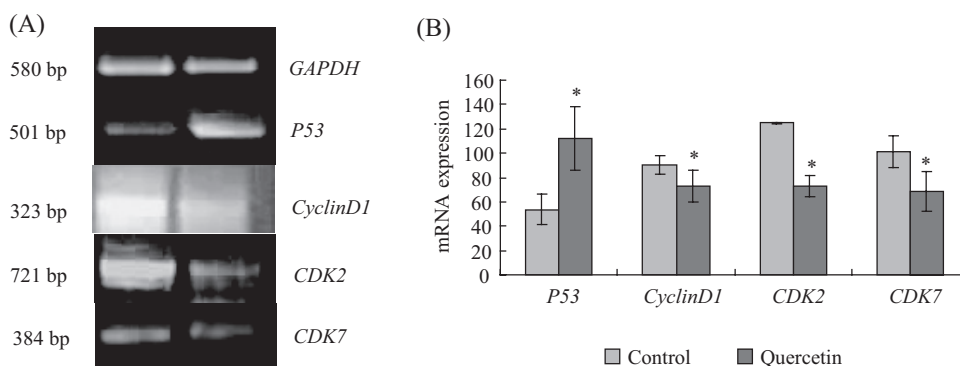 (A)
580 bp GAPDH
501 bp P53
323 bp CyclinD1
721 bp CDK2
384 bp CDK7
(B)
mRNA expression
160
140
120
100
80
60
40
20
0
* * * *
P53 CyclinD1 CDK2 CDK7
Control Quercetin